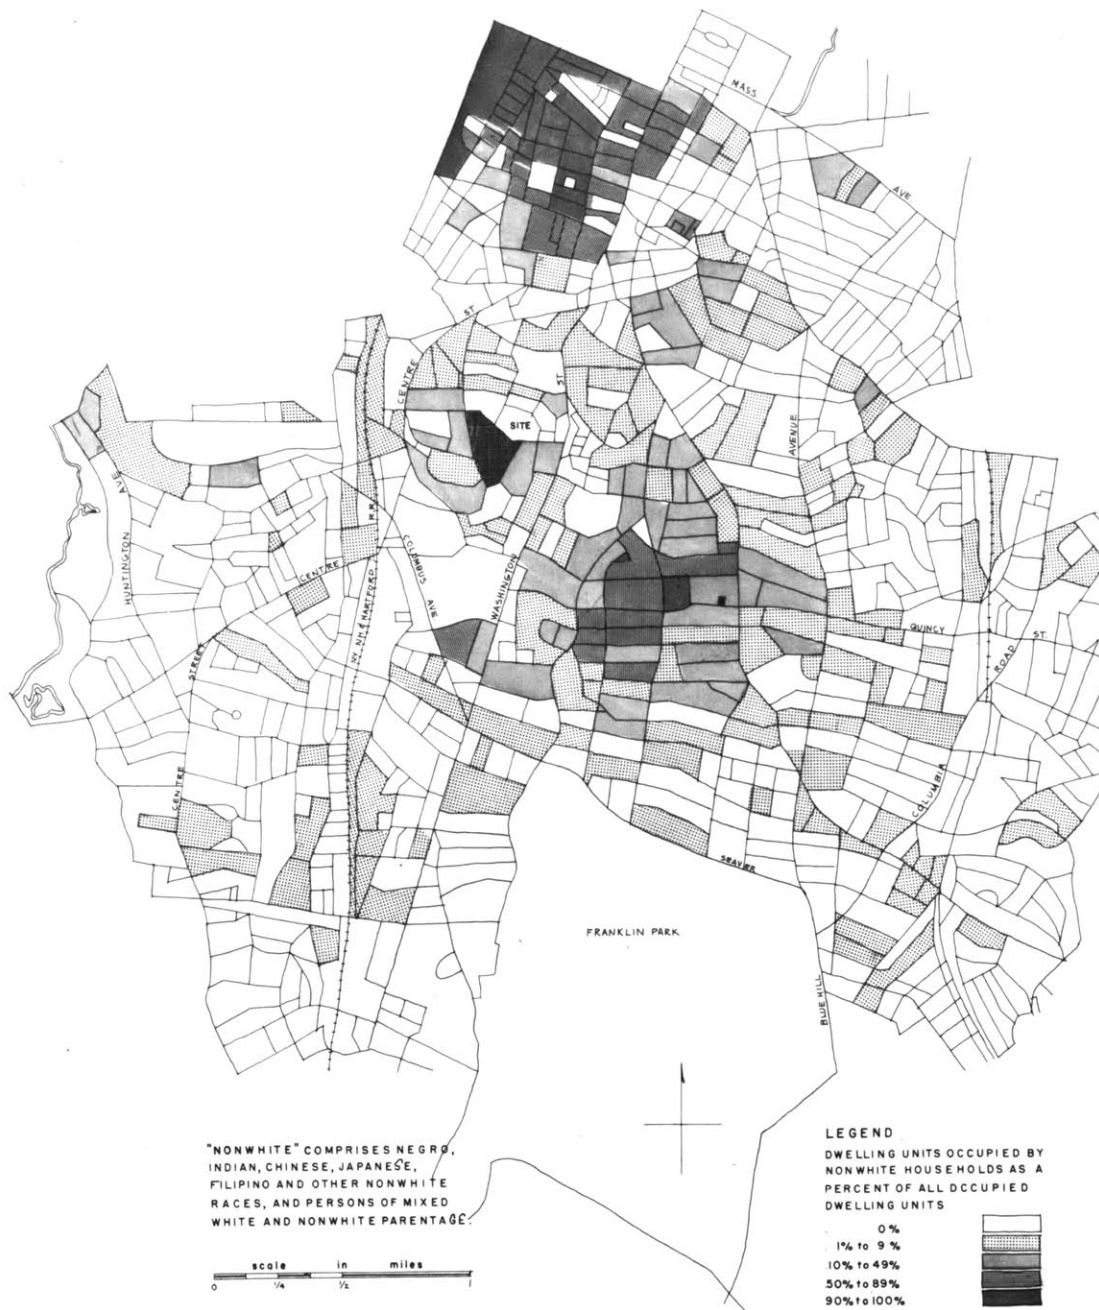 MASS.
AVE
ST.
CENTRE
SITE
ST.
AVENUE
HUNTINGTON AVE
R.R.
COLUMBUS AVE
CENTRE
WASHINGTON
NY. N.H. & HARTFORD
QUINCY ST.
ROAD
STREET
CENTRE
COLUMBIA
SEAVER
FRANKLIN PARK
BLUE HILL
"NONWHITE" COMPRISES NEGRO,
INDIAN, CHINESE, JAPANESE,
FILIPINO AND OTHER NONWHITE
RACES, AND PERSONS OF MIXED
WHITE AND NONWHITE PARENTAGE.
scale in miles
0 1/4 1/2 1
LEGEND
DWELLING UNITS OCCUPIED BY
NONWHITE HOUSEHOLDS AS A
PERCENT OF ALL OCCUPIED
DWELLING UNITS
0%
1% to 9%
10% to 49%
50% to 89%
90% to 100%